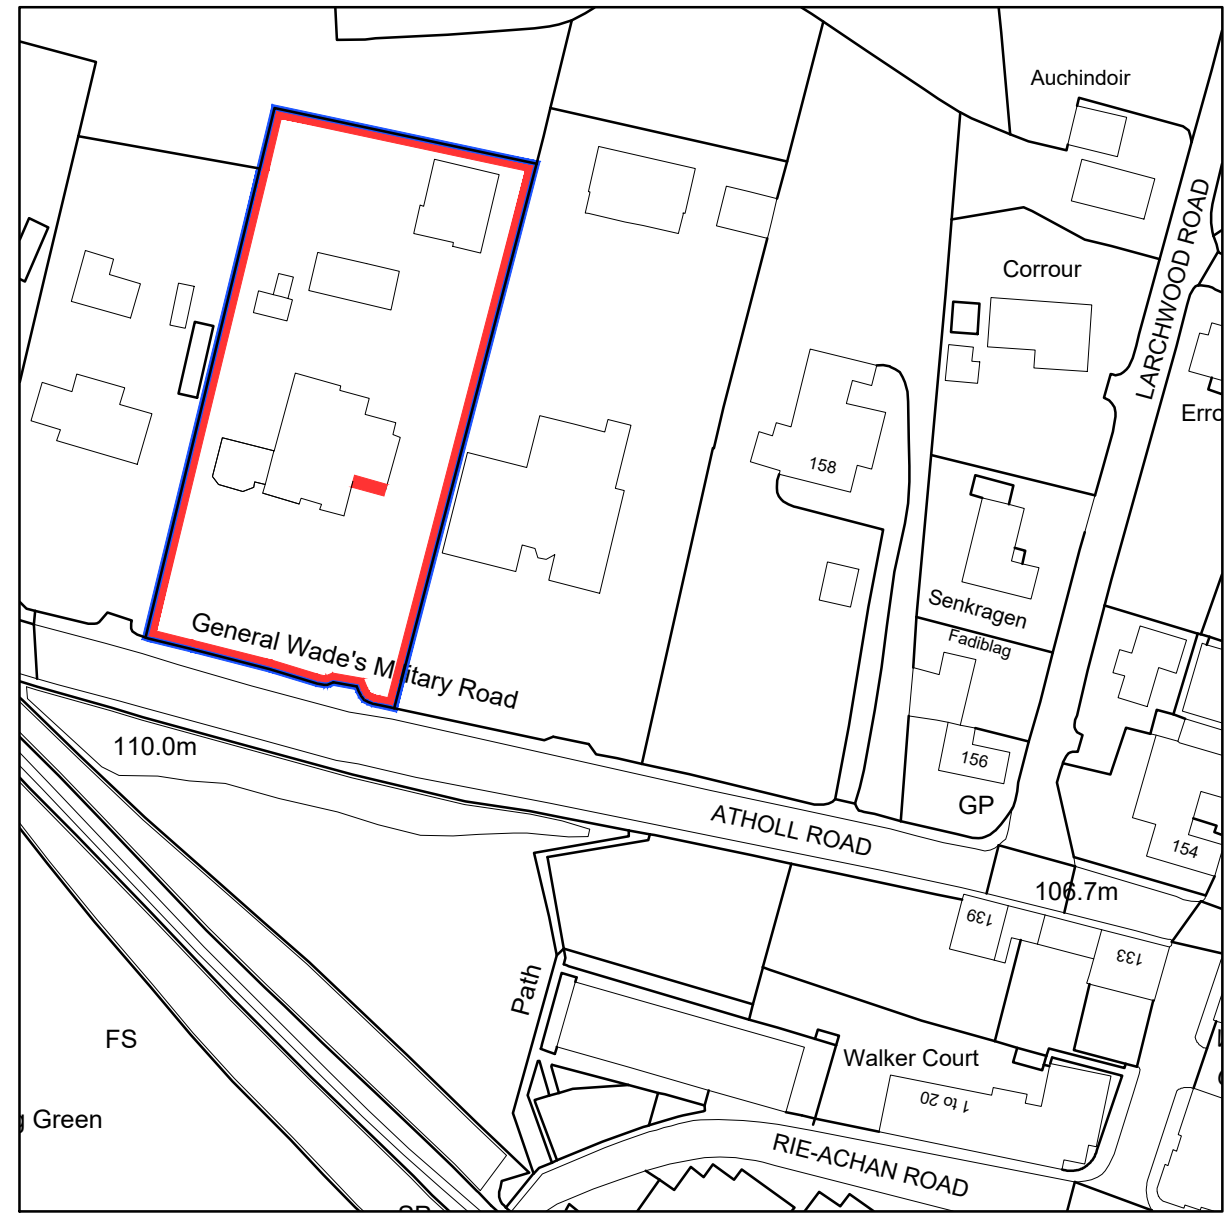 Auchindoir
LARCHWOOD ROAD
Corrour
158
Senkragen
Fadiblag
General Wade's Military Road
110.0m
156
GP
ATHOLL ROAD
154
106.7m
139
133
Path
FS
Walker Court
1 to 20
Green
RIE-ACHAN ROAD